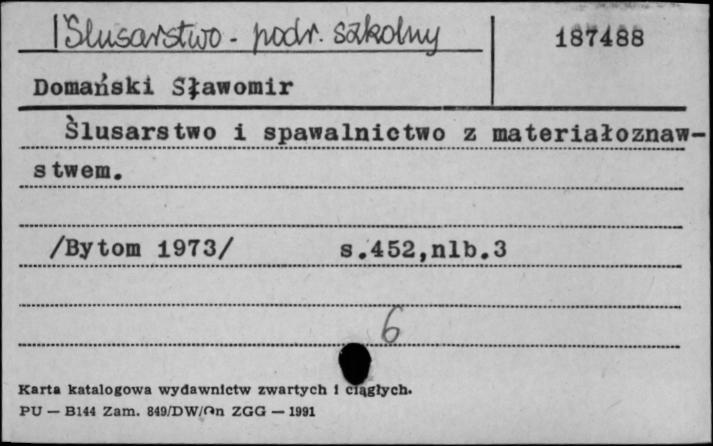 Ślusarstwo - podr. szkolny
187488
Domański Sławomir
Ślusarstwo i spawalnictwo z materiałoznaw-
stwem.
/Bytom 1973/ s.452,nlb.3
6
Karta katalogowa wydawnictw zwartych i ciągłych.
PU — B144 Zam. 849/DW/On ZGG — 1991